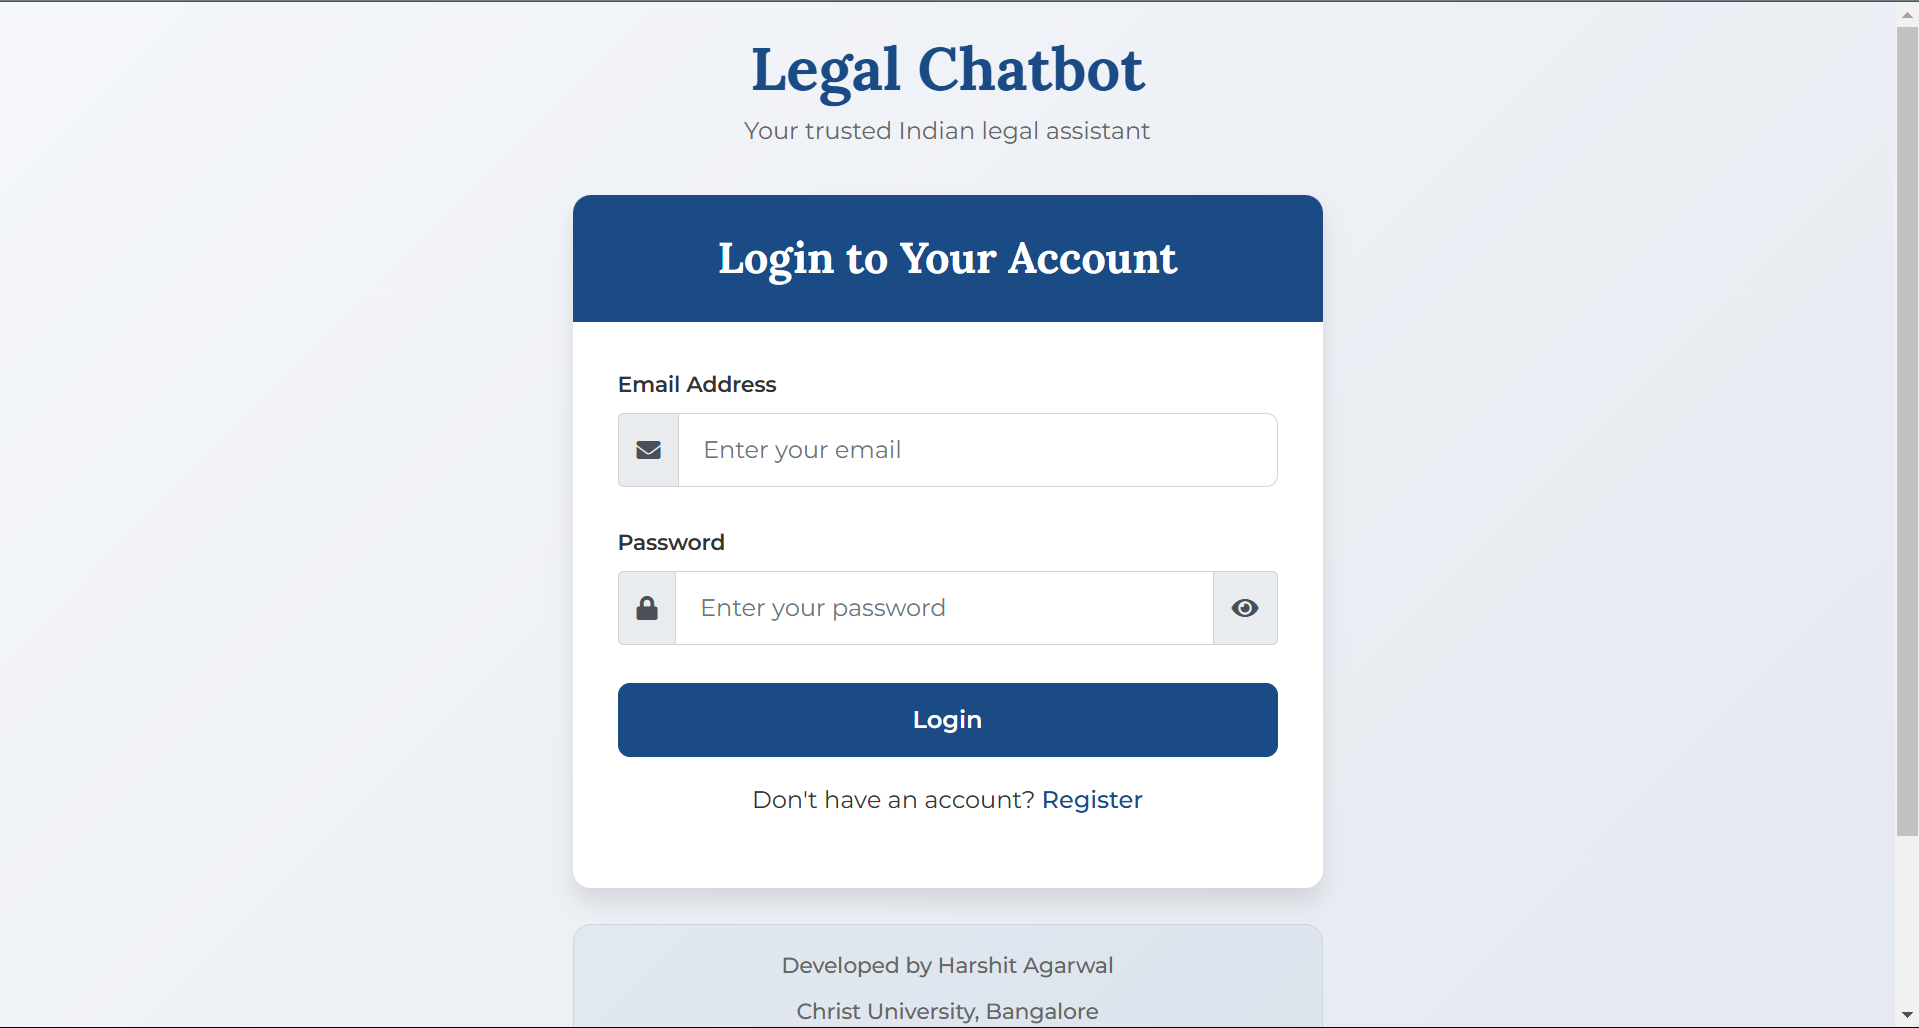 Legal Chatbot
Your trusted Indian legal assistant
Login to Your Account
Email Address
Enter your email
Password
Enter your password
Login
Don't have an account? Register
Developed by Harshit Agarwal
Christ University, Bangalore